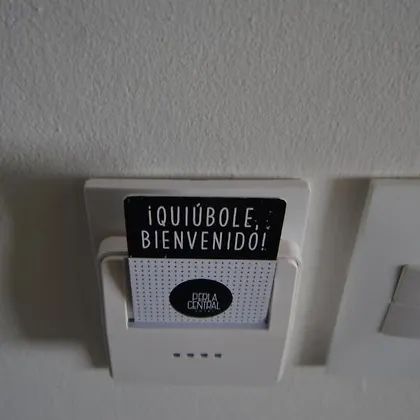 ¡QUIÚBOLE,
BIENVENIDO!
PERLA
CENTRAL